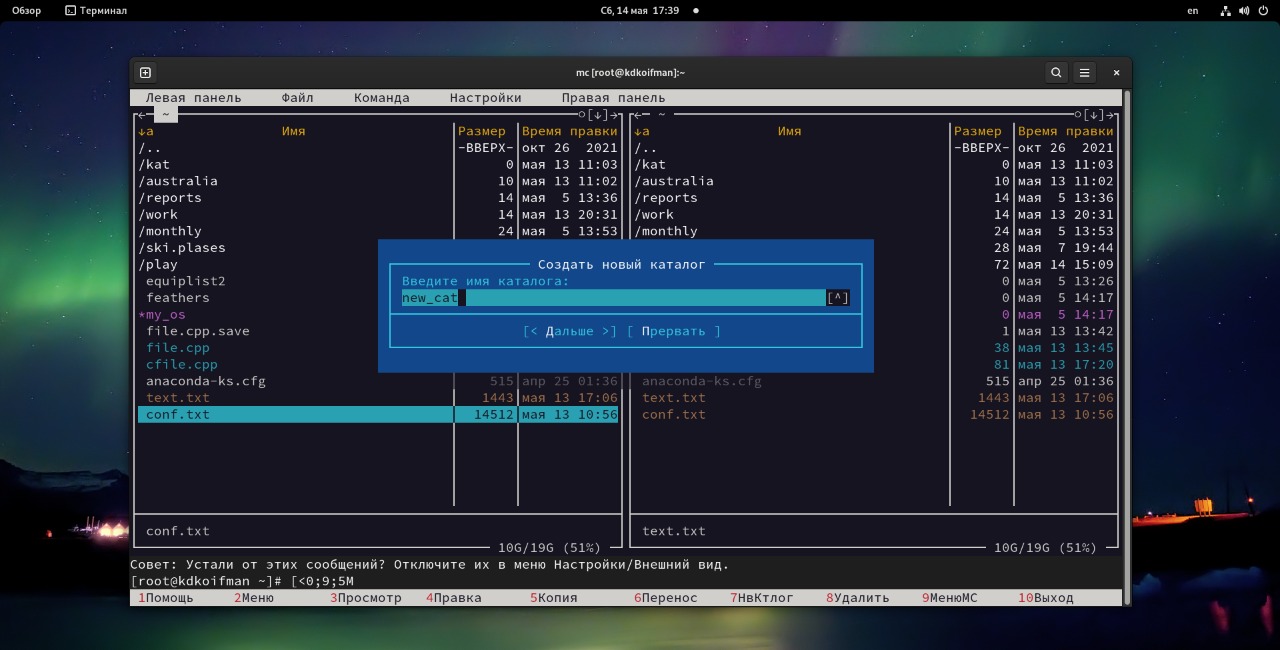 Обзор Терминал Сб, 14 мая 17:39 en
mc [root@kdkoifman]:~
Левая панель Файл Команда Настройки Правая панель
~ [↓] ~ [↓]
↓а Имя Размер Время правки ↓а Имя Размер Время правки
/.. -ВВЕРХ- окт 26 2021 /.. -ВВЕРХ- окт 26 2021
/kat 0 мая 13 11:03 /kat 0 мая 13 11:03
/australia 10 мая 13 11:02 /australia 10 мая 13 11:02
/reports 14 мая 5 13:36 /reports 14 мая 5 13:36
/work 14 мая 13 20:31 /work 14 мая 13 20:31
/monthly 24 мая 5 13:53 /monthly 24 мая 5 13:53
/ski.plases 28 мая 7 19:44
/play Создать новый каталог 72 мая 14 15:09
equiplist2 Введите имя каталога: 0 мая 5 13:26
feathers new_cat [^] 0 мая 5 14:17
*my_os 0 мая 5 14:17
file.cpp.save [< Дальше >] [ Прервать ] 1 мая 13 13:42
file.cpp 38 мая 13 13:45
cfile.cpp 81 мая 13 17:20
anaconda-ks.cfg 515 апр 25 01:36 anaconda-ks.cfg 515 апр 25 01:36
text.txt 1443 мая 13 17:06 text.txt 1443 мая 13 17:06
conf.txt 14512 мая 13 10:56 conf.txt 14512 мая 13 10:56
conf.txt text.txt
10G/19G (51%) 10G/19G (51%)
Совет: Устали от этих сообщений? Отключите их в меню Настройки/Внешний вид.
[root@kdkoifman ~]# [<0;9;5M
1Помощь 2Меню 3Просмотр 4Правка 5Копия 6Перенос 7НвКтлог 8Удалить 9МенюМС 10Выход